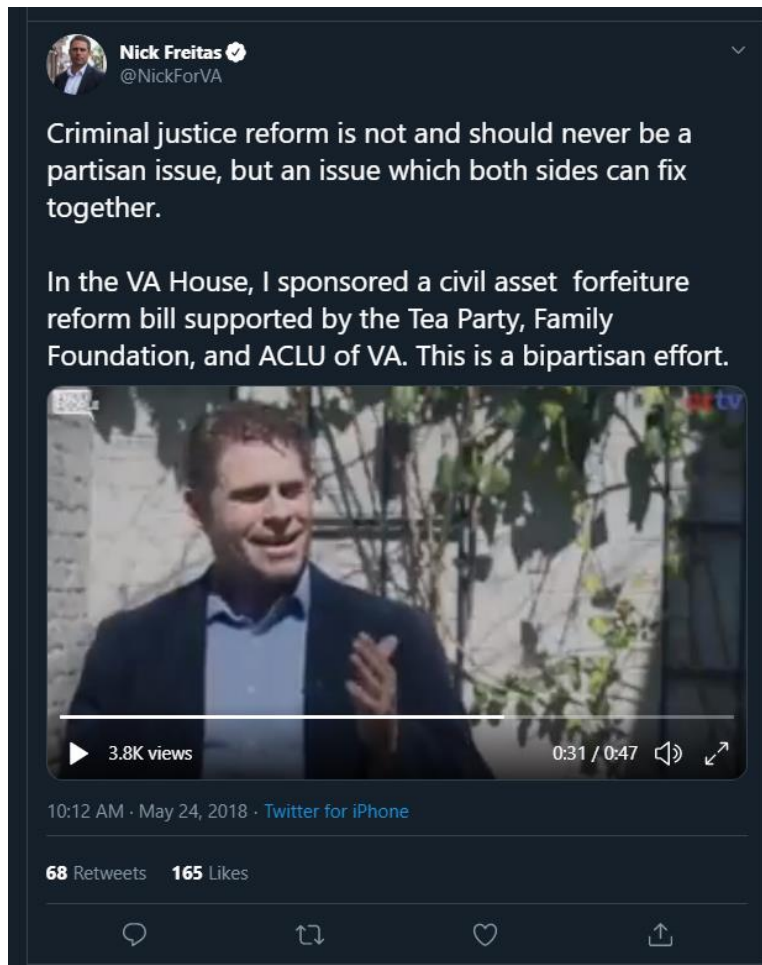 Nick Freitas
@NickForVA
Criminal justice reform is not and should never be a
partisan issue, but an issue which both sides can fix
together.
In the VA House, I sponsored a civil asset  forfeiture
reform bill supported by the Tea Party, Family
Foundation, and ACLU of VA. This is a bipartisan effort.
crtv
3.8K views
0:31 / 0:47
10:12 AM · May 24, 2018 · Twitter for iPhone
68 Retweets 165 Likes